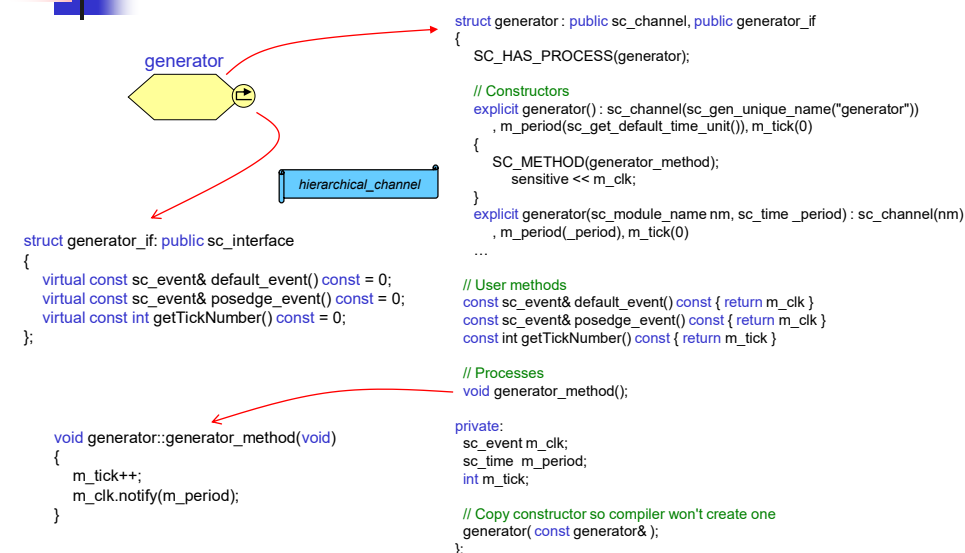 generator
hierarchical_channel
struct generator_if: public sc_interface
{
virtual const sc_event& default_event() const = 0;
virtual const sc_event& posedge_event() const = 0;
virtual const int getTickNumber() const = 0;
};
void generator::generator_method(void)
{
m_tick++;
m_clk.notify(m_period);
}
struct generator : public sc_channel, public generator_if
{
SC_HAS_PROCESS(generator);
// Constructors
explicit generator() : sc_channel(sc_gen_unique_name("generator"))
, m_period(sc_get_default_time_unit()), m_tick(0)
{
SC_METHOD(generator_method);
sensitive << m_clk;
}
explicit generator(sc_module_name nm, sc_time _period) : sc_channel(nm)
, m_period(_period), m_tick(0)
…
// User methods
const sc_event& default_event() const { return m_clk }
const sc_event& posedge_event() const { return m_clk }
const int getTickNumber() const { return m_tick }
// Processes
void generator_method();
private:
sc_event m_clk;
sc_time m_period;
int m_tick;
// Copy constructor so compiler won't create one
generator( const generator& );
};